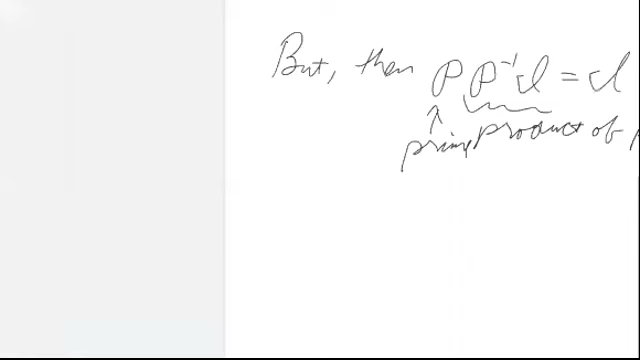 But, then 𝔭 𝔭⁻¹ 𝔞 = 𝔞
↑
prime product of